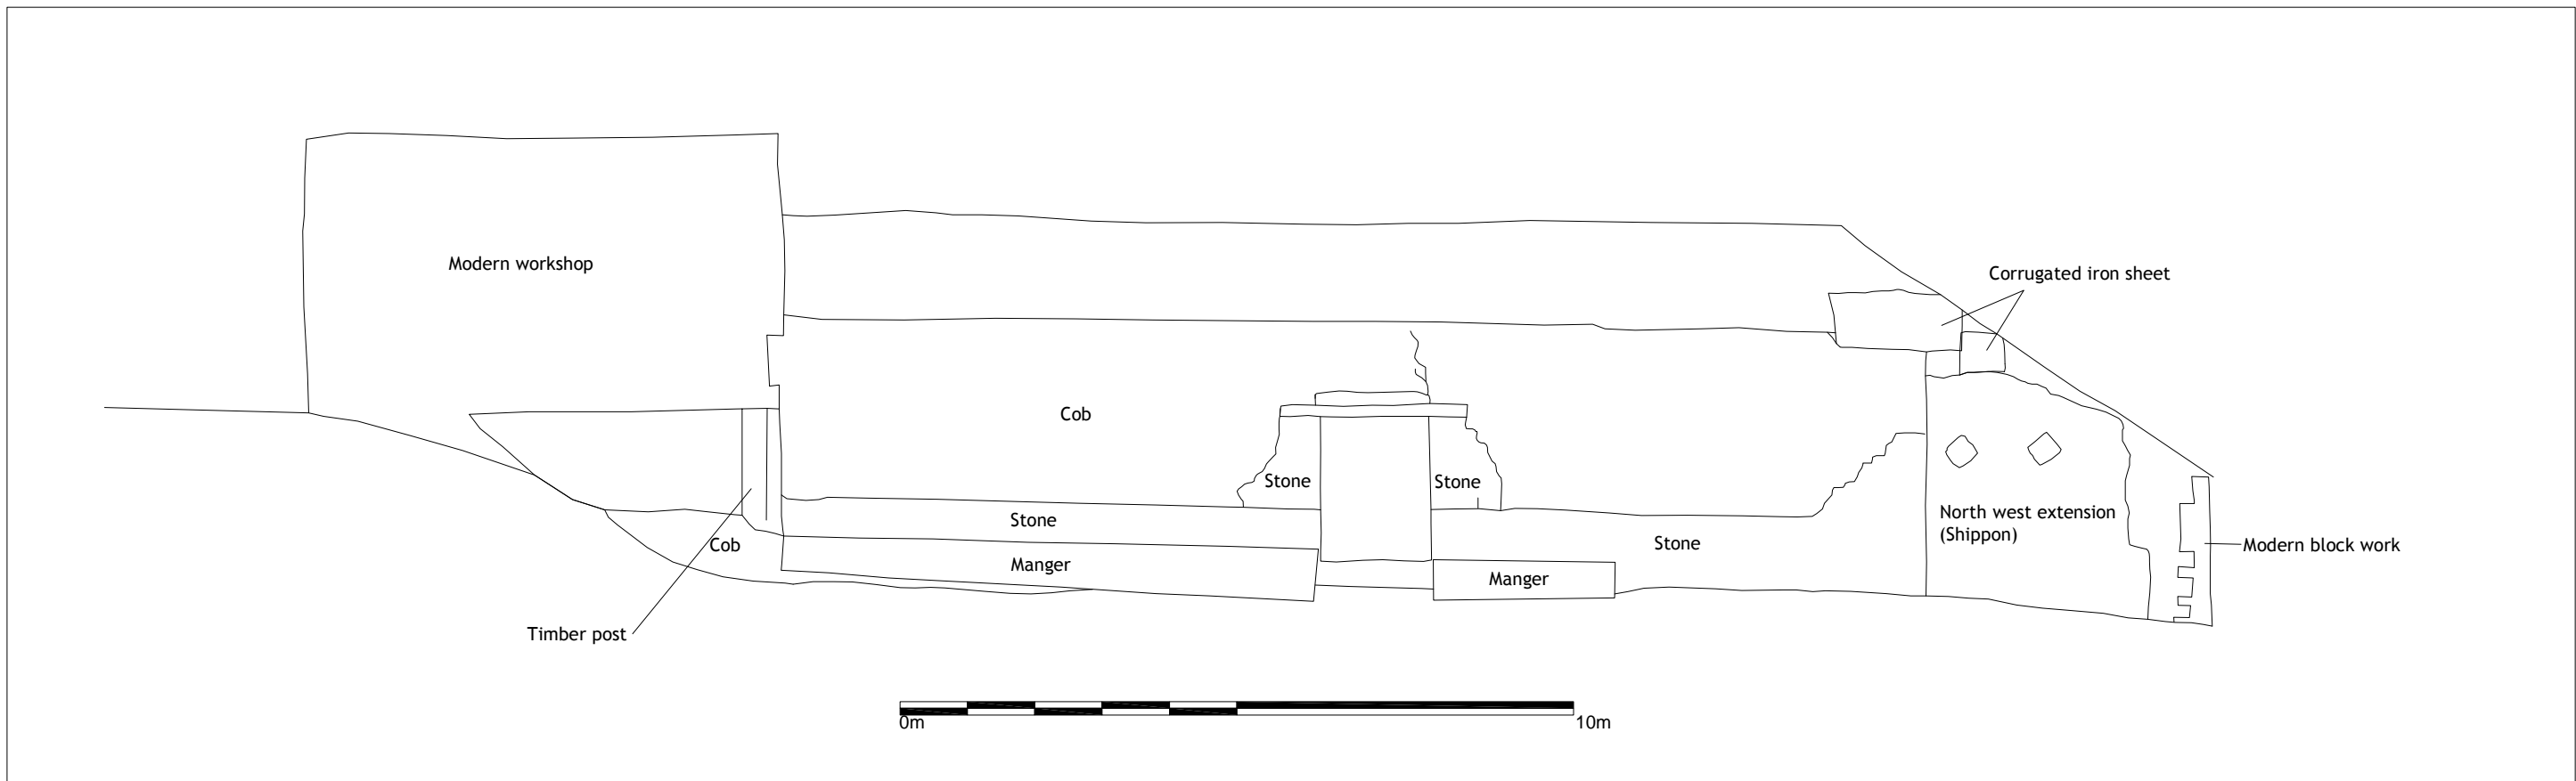 Modern workshop
Corrugated iron sheet
Cob
Stone
Stone
North west extension
(Shippon)
Stone
Cob
Stone
Modern block work
Manger
Manger
Timber post
0m
10m